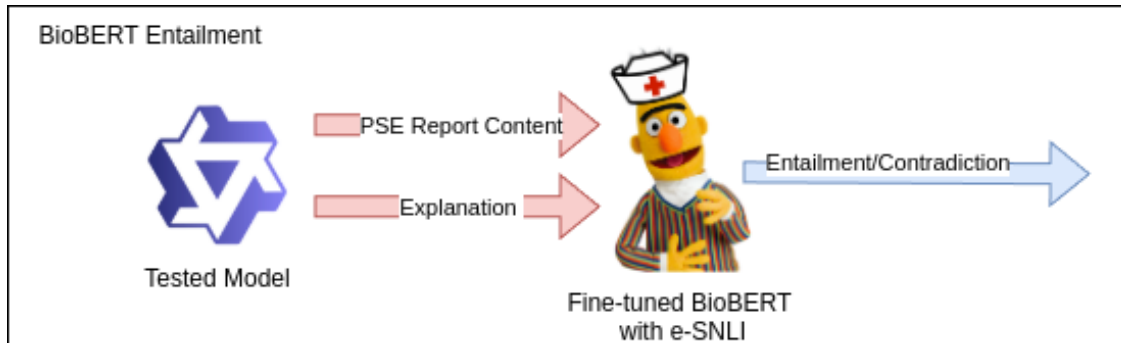 BioBERT Entailment
PSE Report Content
Explanation
Tested Model
Entailment/Contradiction
Fine-tuned BioBERT
with e-SNLI